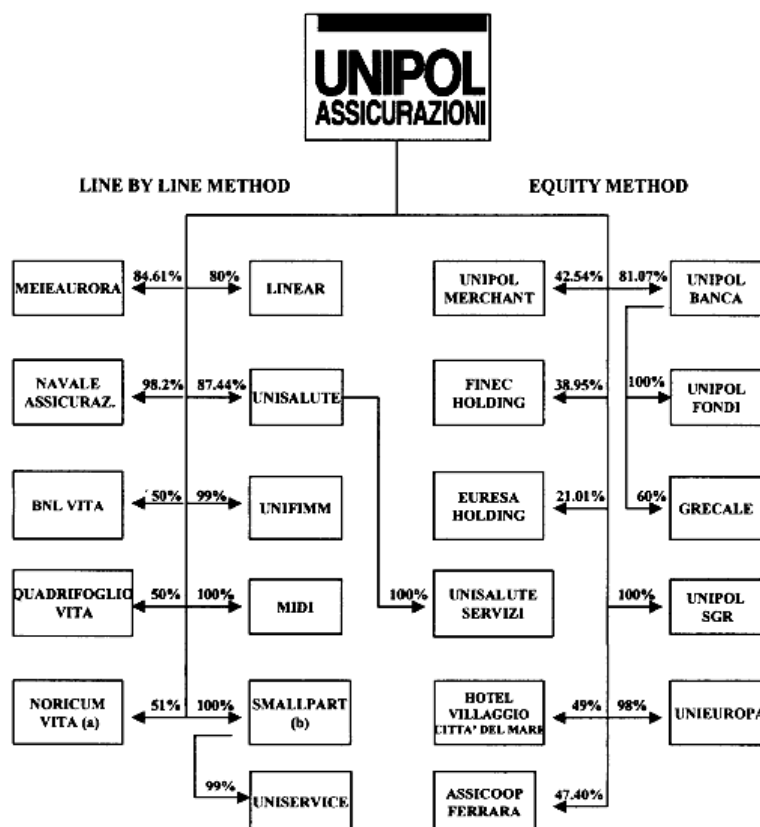 UNIPOL
ASSICURAZIONI
LINE BY LINE METHOD
EQUITY METHOD
MEIEAURORA
84.61%
80%
LINEAR
UNIPOL
MERCHANT
42.54%
81.07%
UNIPOL
BANCA
NAVALE
ASSICURAZ.
98.2%
87.44%
UNISALUTE
FINEC
HOLDING
38.95%
100%
UNIPOL
FONDI
BNL VITA
50%
99%
UNIFIMM
EURESA
HOLDING
21.01%
60%
GRECALE
QUADRIFOGLIO
VITA
50%
100%
MIDI
100%
UNISALUTE
SERVIZI
100%
UNIPOL
SGR
NORICUM
VITA (a)
51%
100%
SMALLPART
(b)
HOTEL
VILLAGGIO
CITTA' DEL MARE
49%
98%
UNIEUROPA
99%
UNISERVICE
ASSICOOP
FERRARA
47.40%